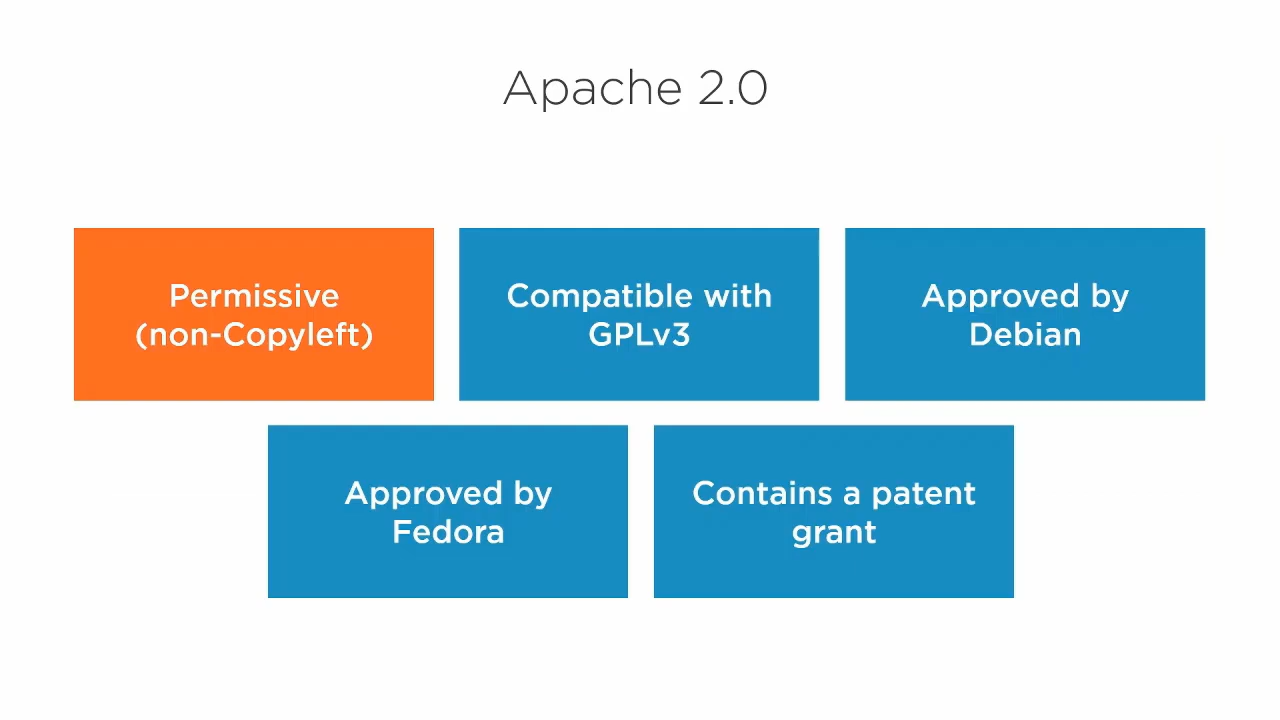 Apache 2.0
Permissive
(non-Copyleft)
Compatible with
GPLv3
Approved by
Debian
Approved by
Fedora
Contains a patent
grant